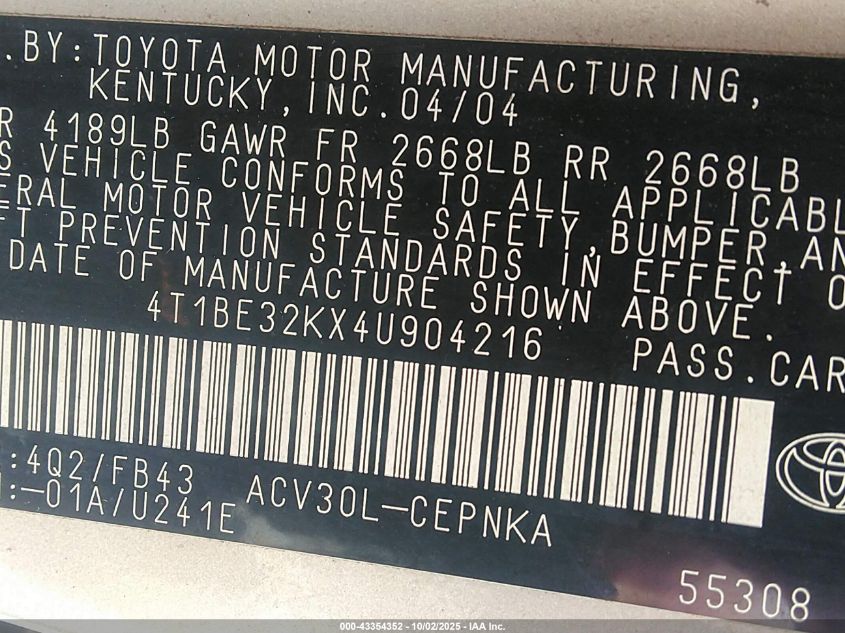 .BY:TOYOTA MOTOR MANUFACTURING,
KENTUCKY,INC.04/04
R 4189LB GAWR FR 2668LB RR 2668LB
S VEHICLE CONFORMS TO ALL APPLICABL
ERAL MOTOR VEHICLE SAFETY,BUMPER,AN
FT PREVENTION STANDARDS IN EFFECT O
DATE OF MANUFACTURE SHOWN ABOVE.
4T1BE32KX4U904216 PASS.CAR
:4Q2/FB43 ACV30L-CEPNKA
:-01A/U241E
55308
000-43354352 - 10/02/2025 - IAA Inc.